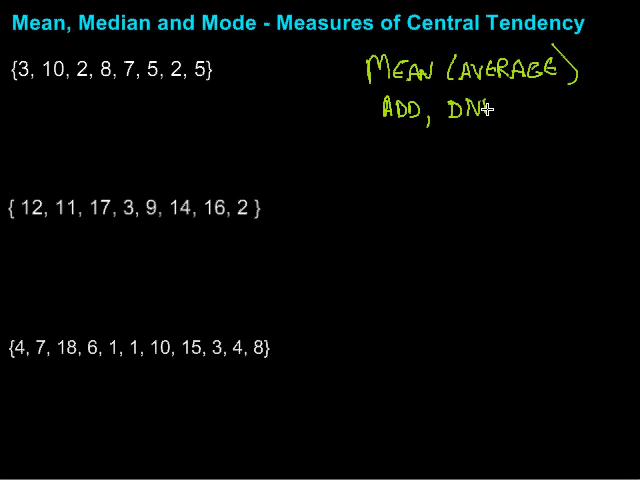 Mean, Median and Mode - Measures of Central Tendency
{3, 10, 2, 8, 7, 5, 2, 5}
MEAN (AVERAGE)
ADD,
{ 12, 11, 17, 3, 9, 14, 16, 2 }
{4, 7, 18, 6, 1, 1, 10, 15, 3, 4, 8}